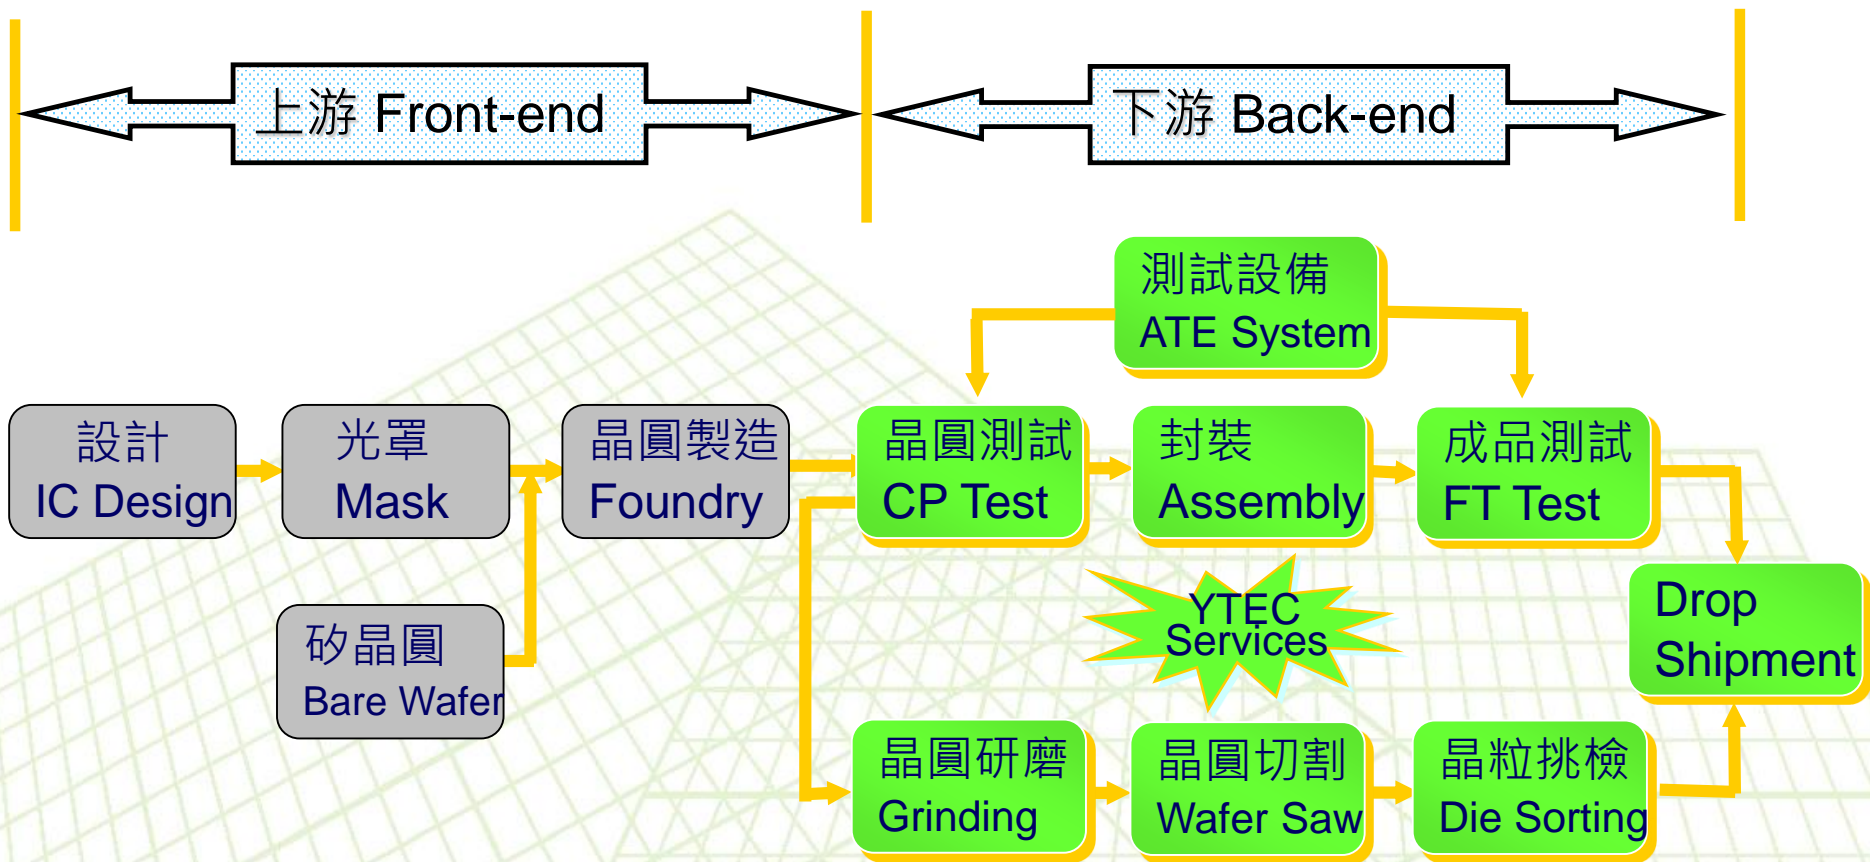 上游 Front-end
下游 Back-end
測試設備
ATE System
設計
IC Design
光罩
Mask
晶圓製造
Foundry
晶圓測試
CP Test
封裝
Assembly
成品測試
FT Test
矽晶圓
Bare Wafer
YTEC
Services
Drop
Shipment
晶圓研磨
Grinding
晶圓切割
Wafer Saw
晶粒挑檢
Die Sorting